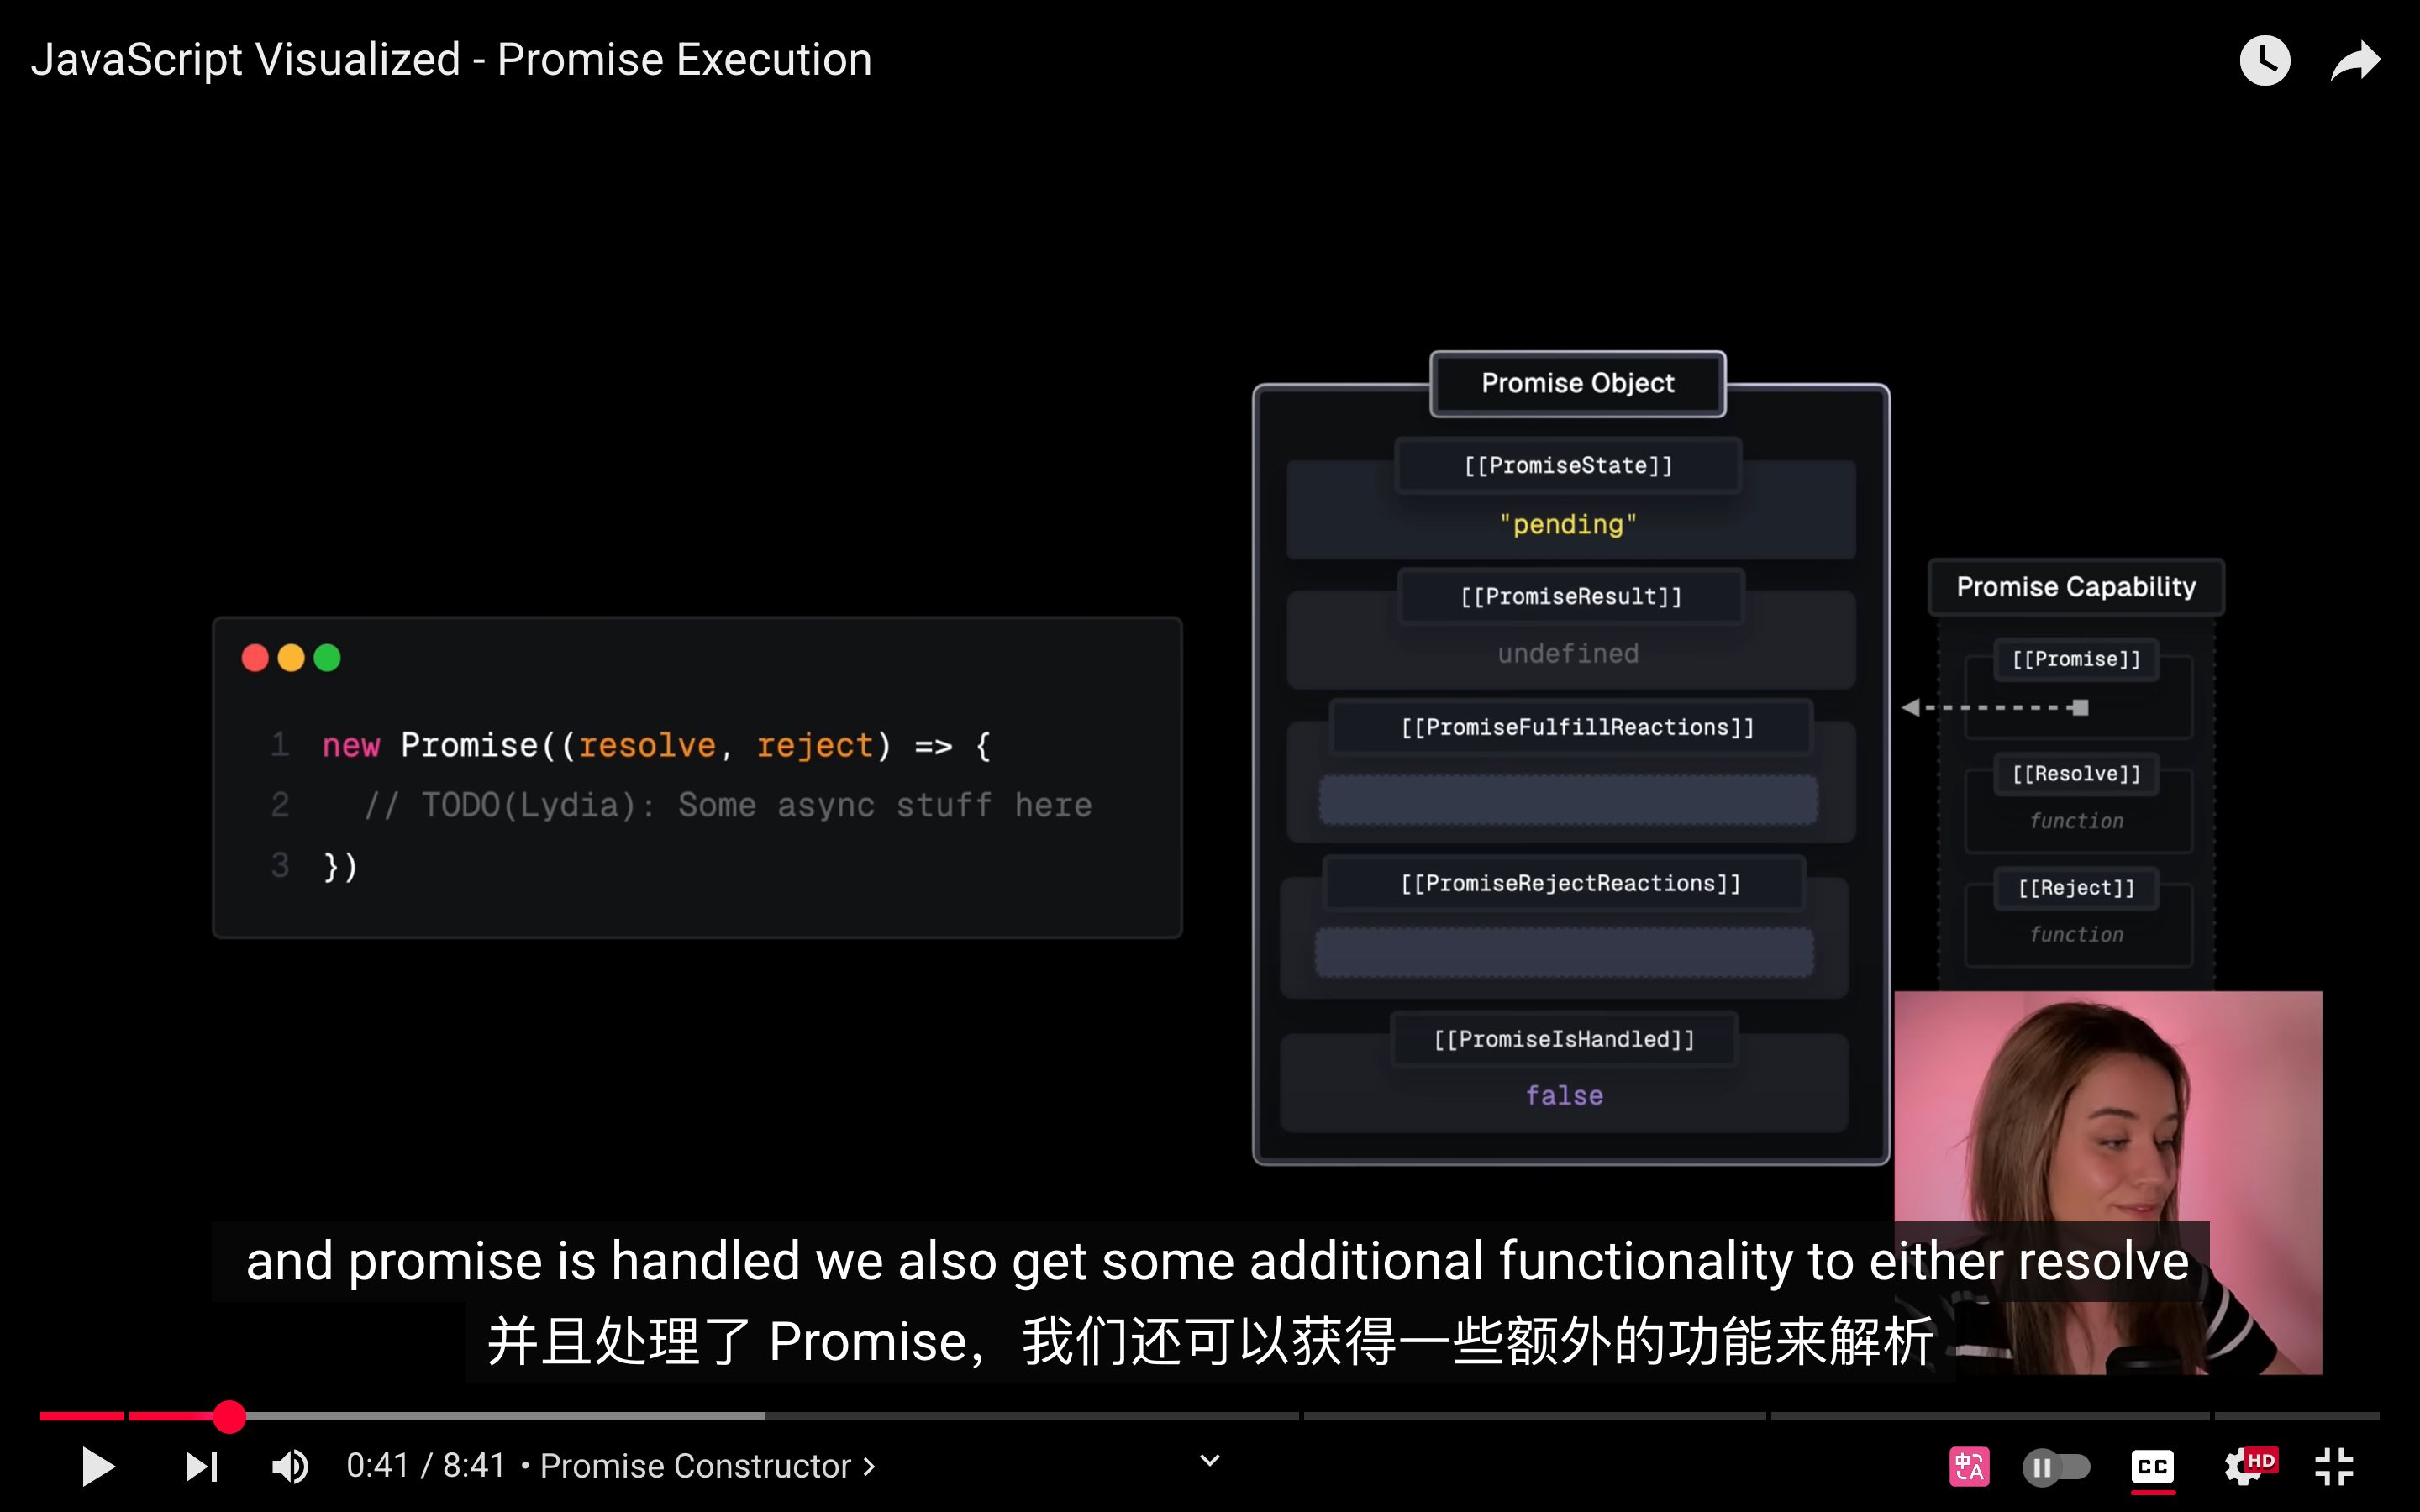 JavaScript Visualized - Promise Execution
Promise Object
[[PromiseState]]
"pending"
[[PromiseResult]]
undefined
[[PromiseFulfillReactions]]
[[PromiseRejectReactions]]
[[PromiseIsHandled]]
false
Promise Capability
[[Promise]]
[[Resolve]]
function
[[Reject]]
function
1 new Promise((resolve, reject) => {
2 // TODO(Lydia): Some async stuff here
3 })
and promise is handled we also get some additional functionality to either resolve
并且处理了 Promise，我们还可以获得一些额外的功能来解析
0:41 / 8:41 • Promise Constructor >
中A
CC
HD